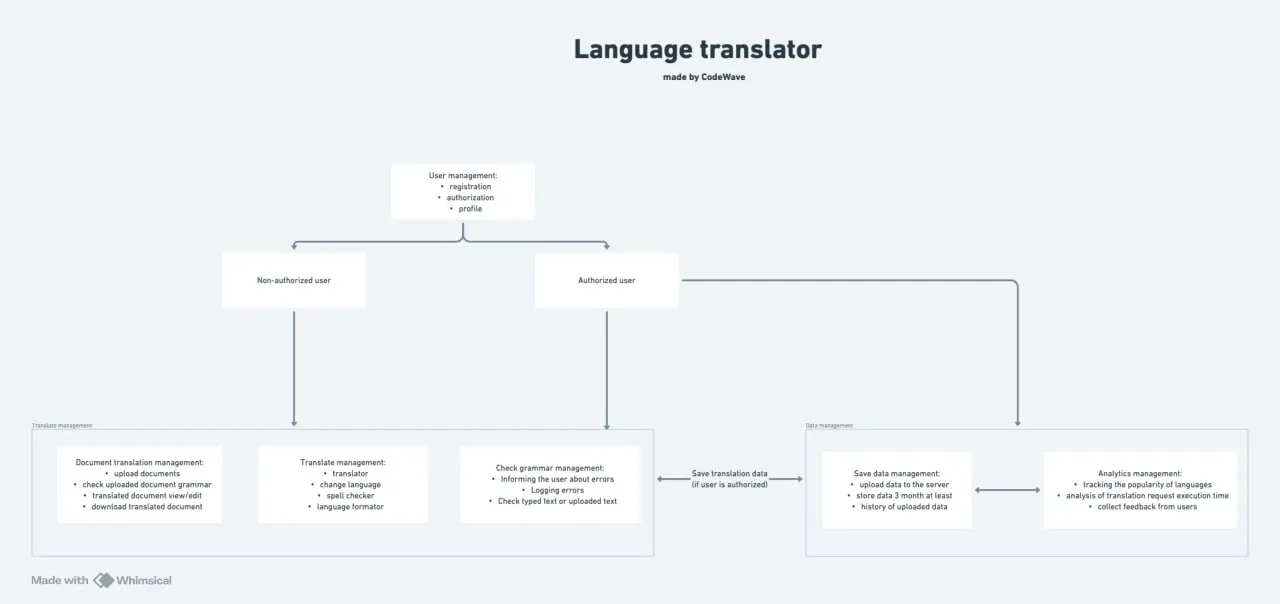 Language translator
made by CodeWave
User management:
• registration
• authorization
• profile
Non-authorized user
Authorized user
Translate management
Document translation management:
• upload documents
• check uploaded document grammar
• translated document view/edit
• download translated document
Translate management:
• translator
• change language
• spell checker
• language formator
Check grammar management:
• Informing the user about errors
• Logging errors
• Check typed text or uploaded text
Save translation data
(if user is authorized)
Data management
Save data management:
• upload data to the server
• store data 3 month at least
• history of uploaded data
Analytics management:
• tracking the popularity of languages
• analysis of translation request execution time
• collect feedback from users
Made with Whimsical